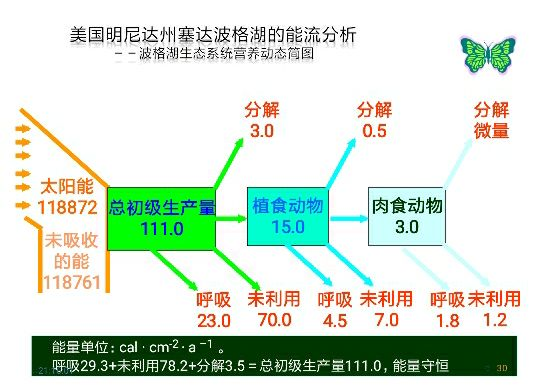 美国明尼达州塞达波格湖的能流分析
－－波格湖生态系统营养动态简图
分解
3.0
分解
0.5
分解
微量
太阳能
118872
未吸收
的能
118761
总初级生产量
111.0
植食动物
15.0
肉食动物
3.0
呼吸
23.0
未利用
70.0
呼吸
4.5
未利用
7.0
呼吸
1.8
未利用
1.2
能量单位：cal · cm-2 · a －1 。
呼吸29.3+未利用78.2+分解3.5 = 总初级生产量111.0，能量守恒
30